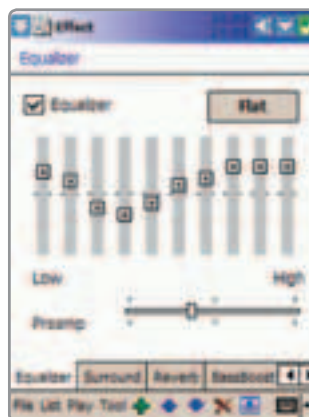 Effect
Equalizer
Equalizer Flat
Low High
Preamp
Equalizer Surround Reverb BassBoost
File List Play Tool